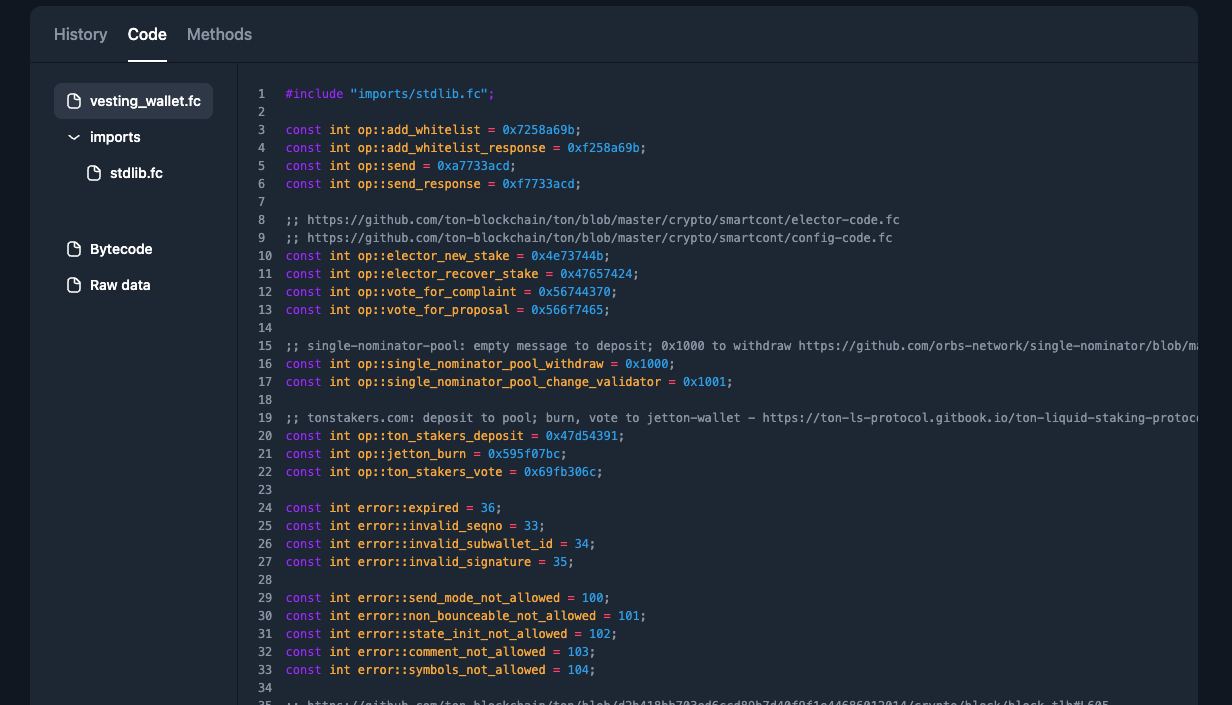 History Code Methods
vesting_wallet.fc
imports
stdlib.fc
Bytecode
Raw data
1 #include "imports/stdlib.fc";
2
3 const int op::add_whitelist = 0x7258a69b;
4 const int op::add_whitelist_response = 0xf258a69b;
5 const int op::send = 0xa7733acd;
6 const int op::send_response = 0xf7733acd;
7
8 ;; https://github.com/ton-blockchain/ton/blob/master/crypto/smartcont/elector-code.fc
9 ;; https://github.com/ton-blockchain/ton/blob/master/crypto/smartcont/config-code.fc
10 const int op::elector_new_stake = 0x4e73744b;
11 const int op::elector_recover_stake = 0x47657424;
12 const int op::vote_for_complaint = 0x56744370;
13 const int op::vote_for_proposal = 0x566f7465;
14
15 ;; single-nominator-pool: empty message to deposit; 0x1000 to withdraw https://github.com/orbs-network/single-nominator/blob/ma
16 const int op::single_nominator_pool_withdraw = 0x1000;
17 const int op::single_nominator_pool_change_validator = 0x1001;
18
19 ;; tonstakers.com: deposit to pool; burn, vote to jetton-wallet - https://ton-ls-protocol.gitbook.io/ton-liquid-staking-protoco
20 const int op::ton_stakers_deposit = 0x47d54391;
21 const int op::jetton_burn = 0x595f07bc;
22 const int op::ton_stakers_vote = 0x69fb306c;
23
24 const int error::expired = 36;
25 const int error::invalid_seqno = 33;
26 const int error::invalid_subwallet_id = 34;
27 const int error::invalid_signature = 35;
28
29 const int error::send_mode_not_allowed = 100;
30 const int error::non_bounceable_not_allowed = 101;
31 const int error::state_init_not_allowed = 102;
32 const int error::comment_not_allowed = 103;
33 const int error::symbols_not_allowed = 104;
34